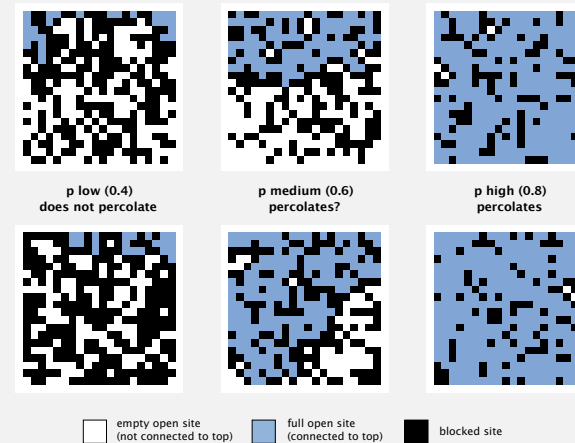 p low (0.4)
does not percolate
p medium (0.6)
percolates?
p high (0.8)
percolates
empty open site
(not connected to top)
full open site
(connected to top)
blocked site